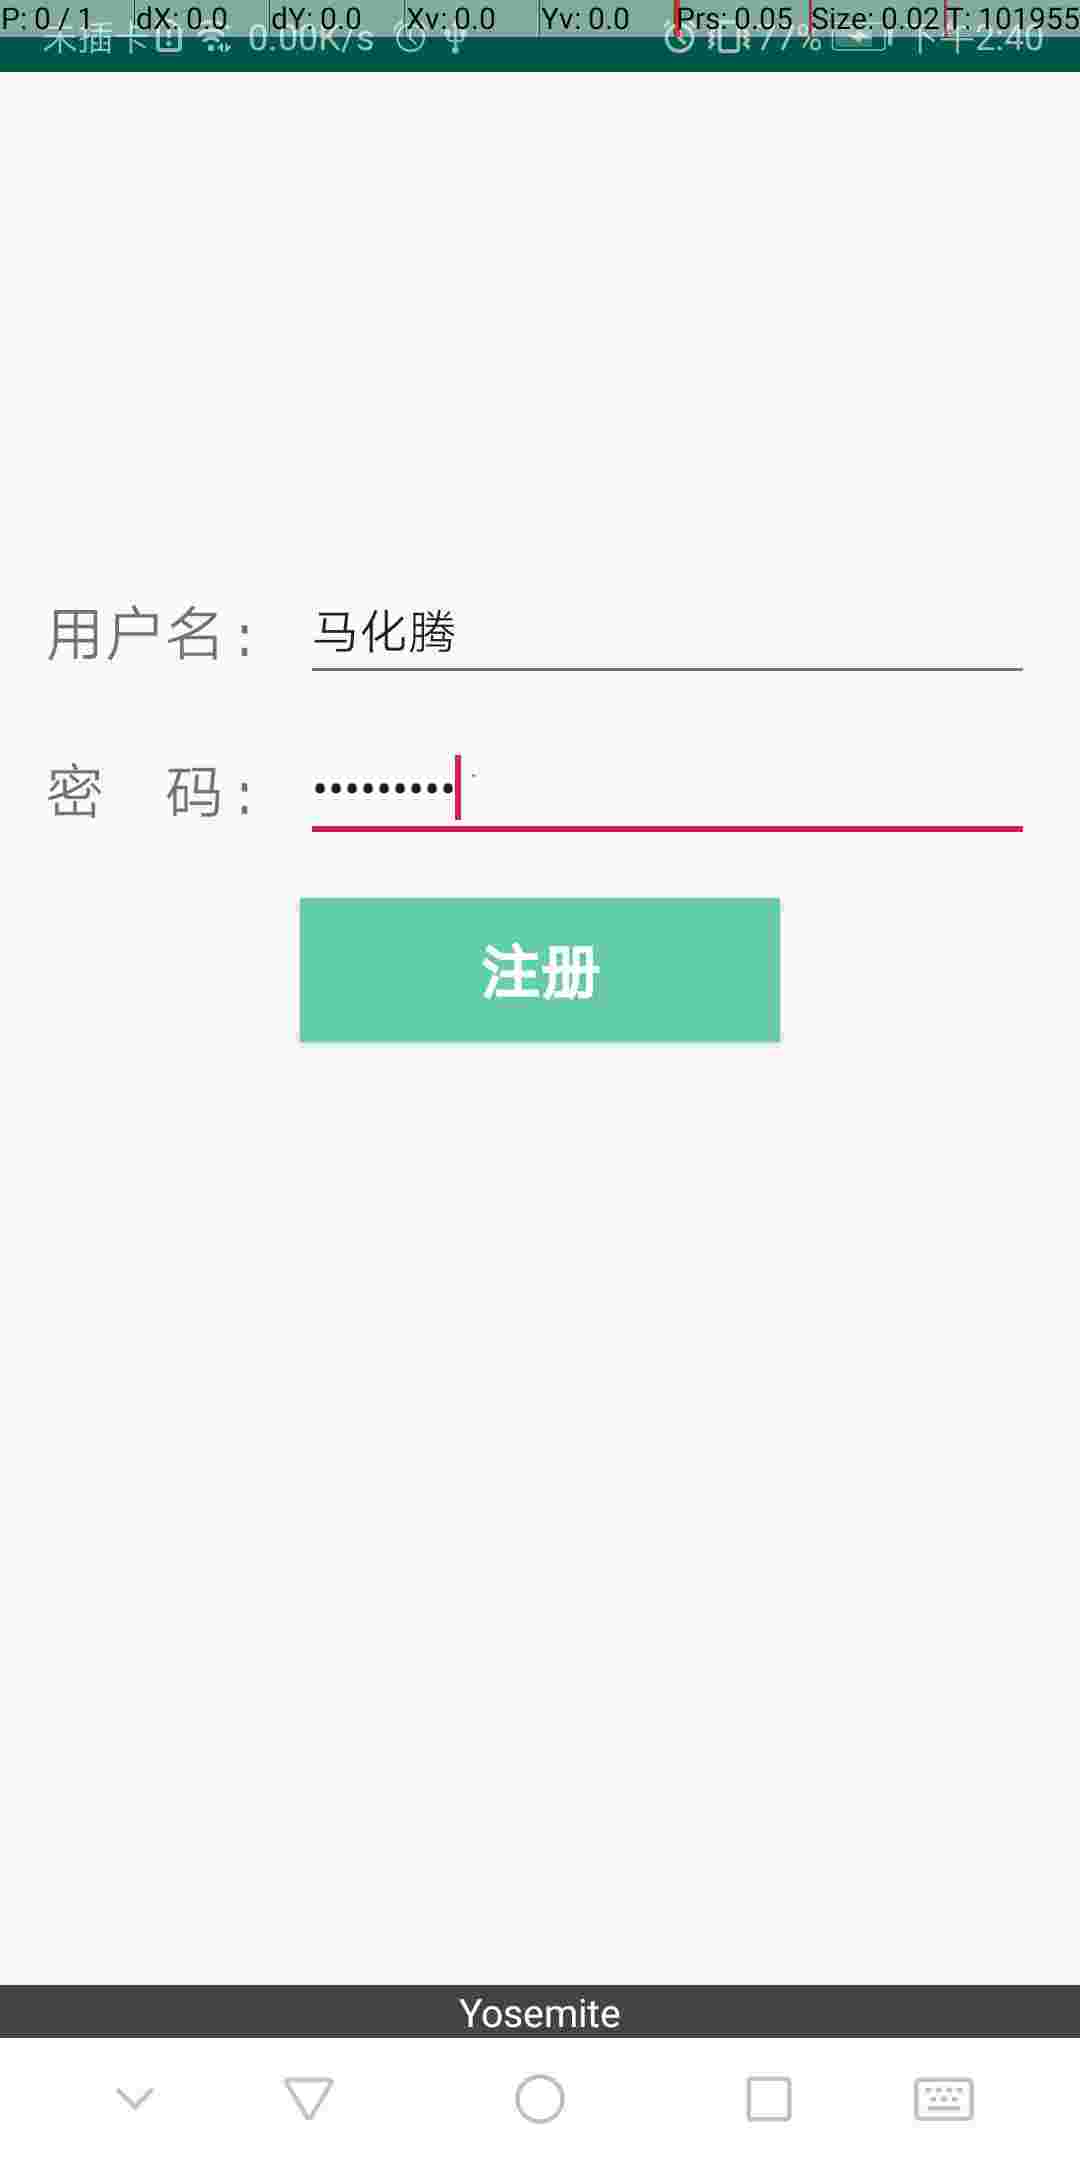 P: 0 / 1 dX: 0.0 dY: 0.0 Xv: 0.0 Yv: 0.0 Prs: 0.05 Size: 0.02 T: 101955
未插卡 0.00K/s 77% 下午2:40
用户名： 马化腾
密 码： •••••••••
注册
Yosemite